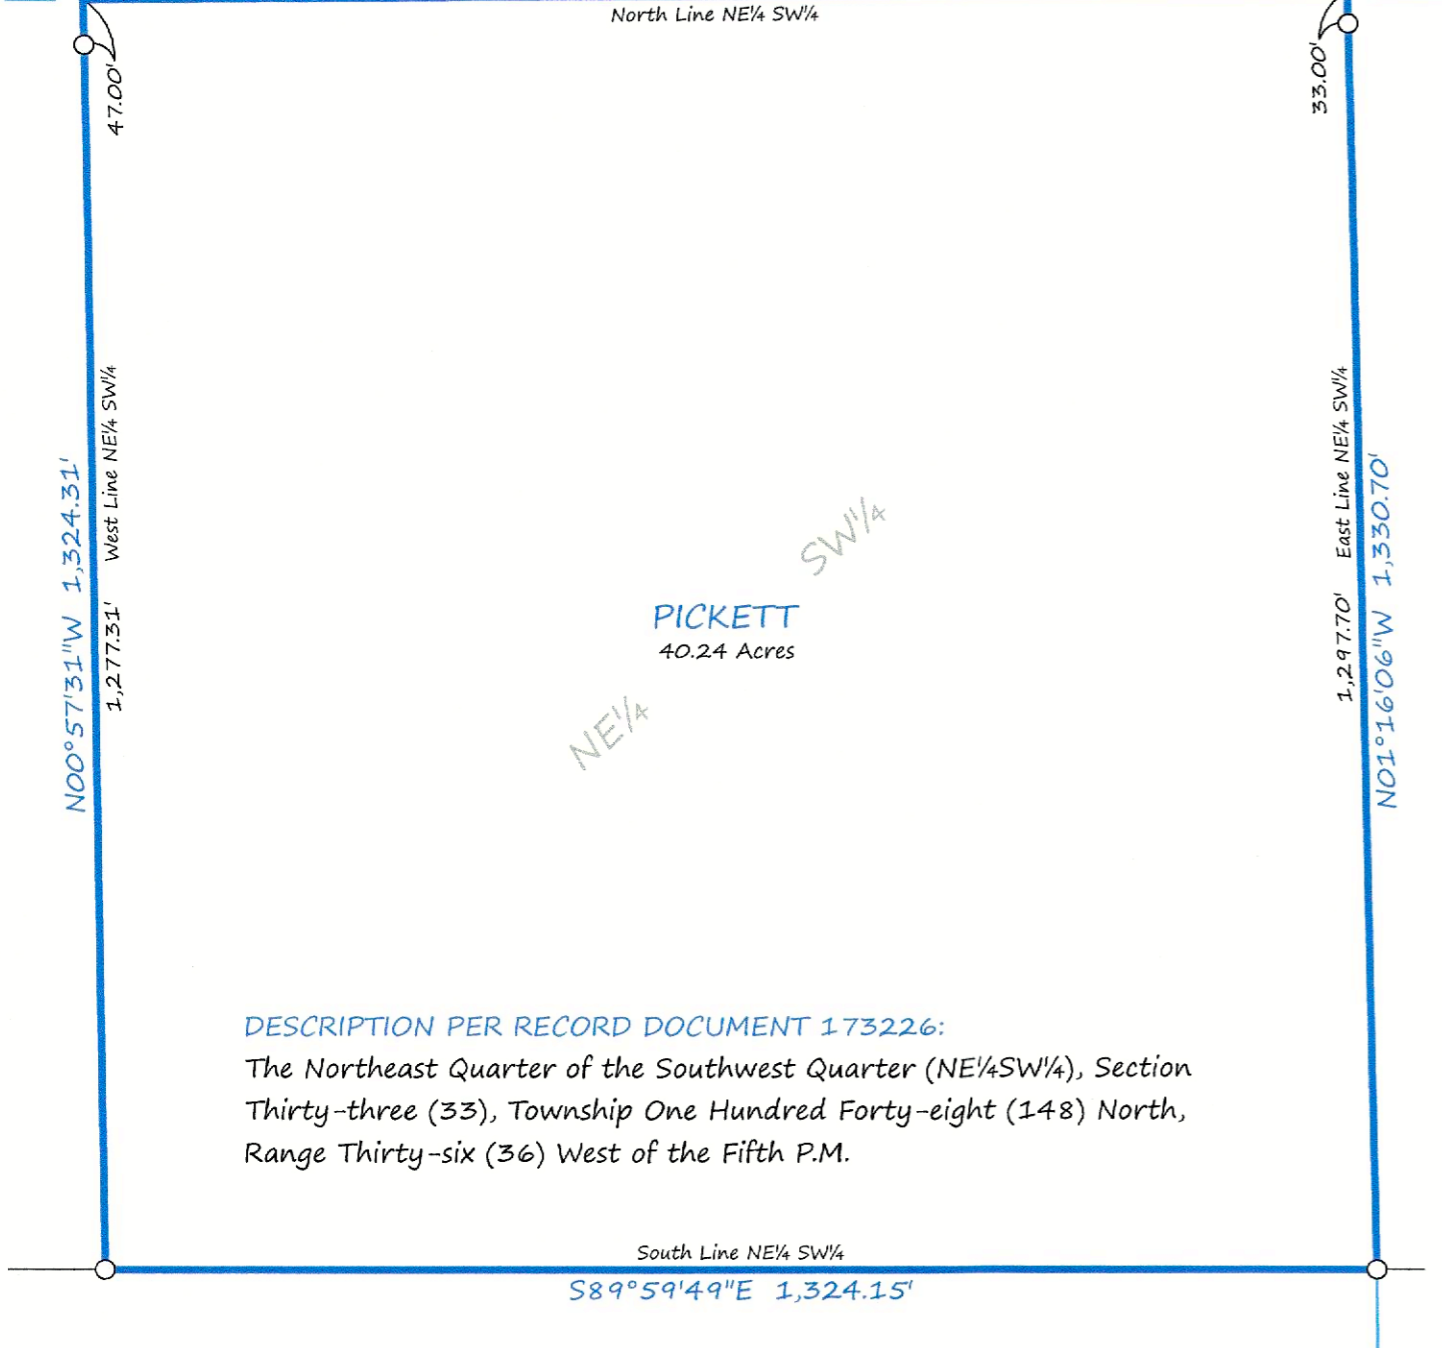 North Line NE¼ SW¼
47.00'
33.00'
West Line NE¼ SW¼
East Line NE¼ SW¼
N00°57'31"W 1,324.31'
1,277.31'
1,297.70'
N01°16'06"W 1,330.70'
SW¼
PICKETT
40.24 Acres
NE¼
DESCRIPTION PER RECORD DOCUMENT 173226:
The Northeast Quarter of the Southwest Quarter (NE¼SW¼), Section
Thirty-three (33), Township One Hundred Forty-eight (148) North,
Range Thirty-six (36) West of the Fifth P.M.
South Line NE¼ SW¼
S89°59'49"E 1,324.15'